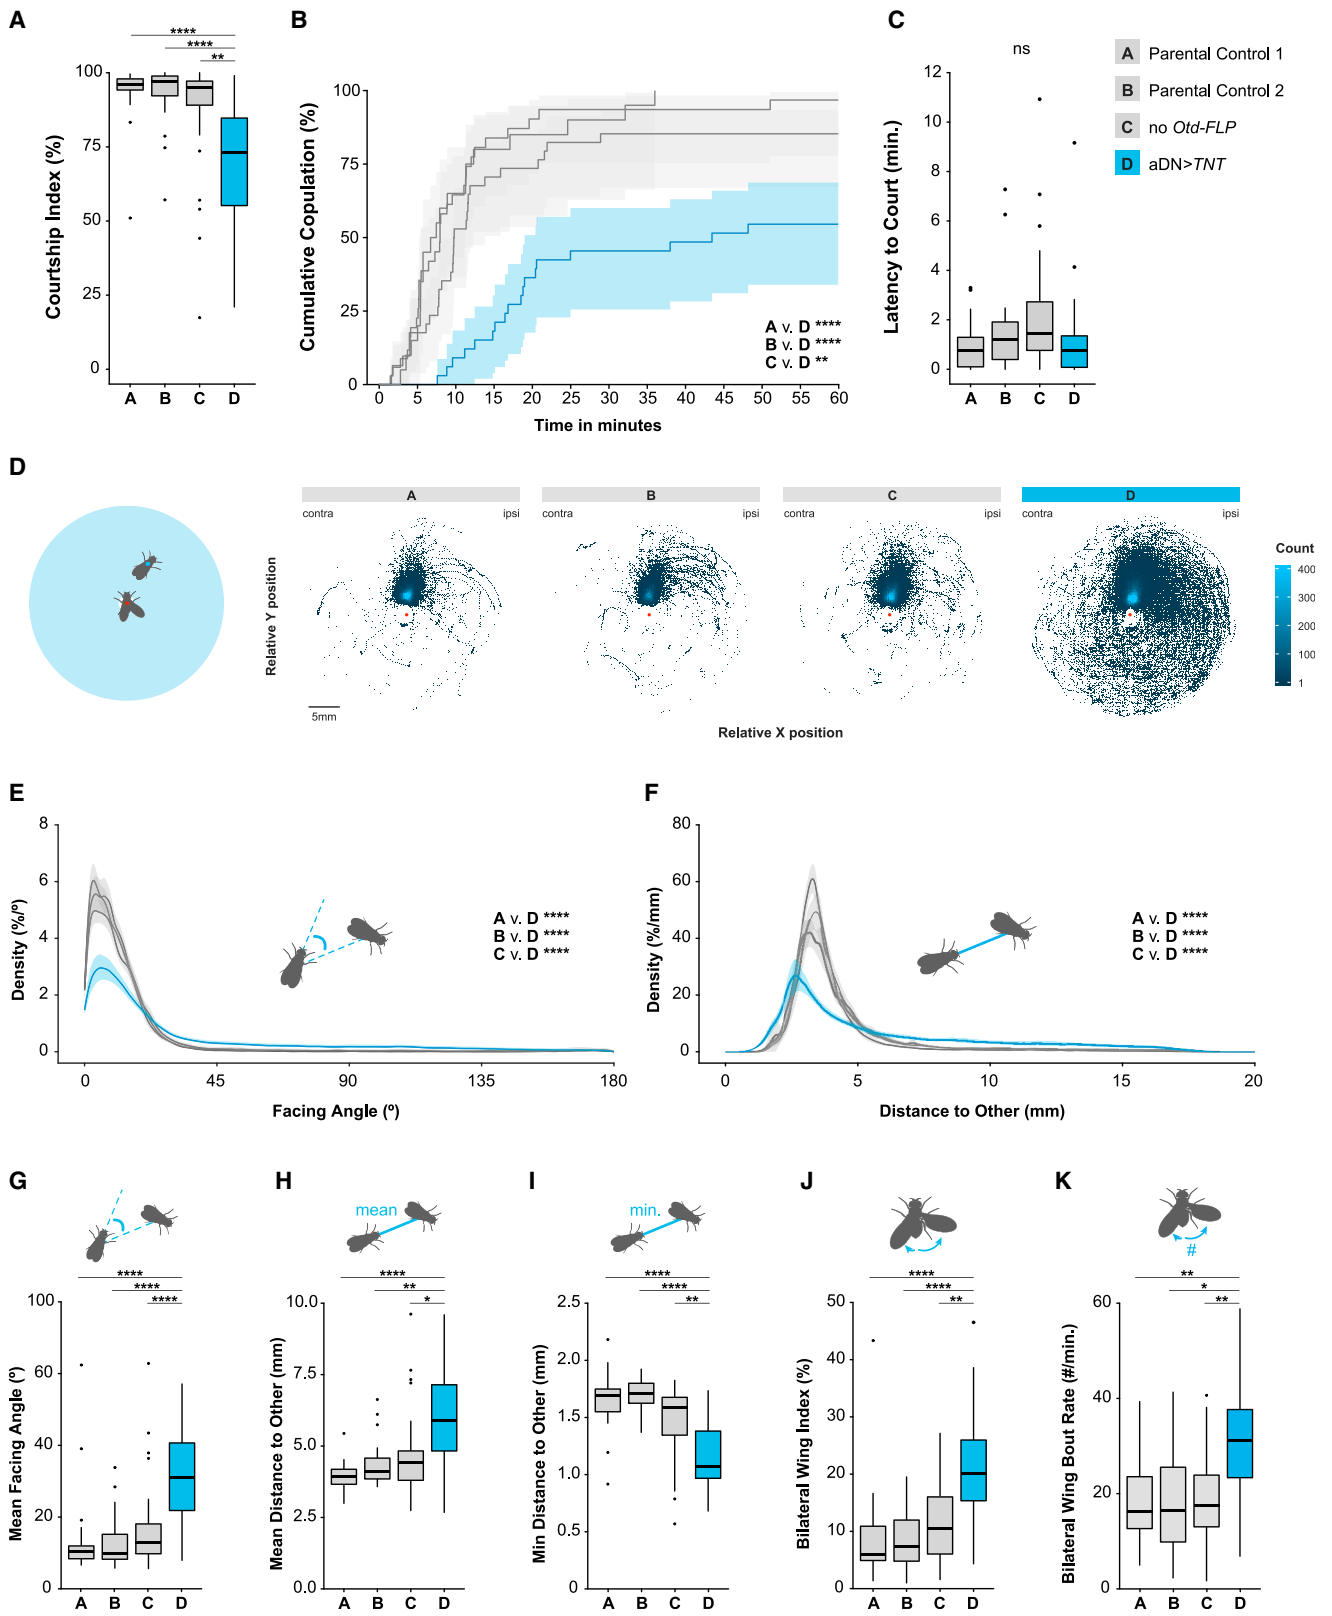 A
****
****
**
Courtship Index (%)
100
75
50
25
0
A B C D
B
Cumulative Copulation (%)
100
75
50
25
0
0 5 10 15 20 25 30 35 40 45 50 55 60
Time in minutes
A v. D ****
B v. D ****
C v. D **
C
ns
Latency to Court (min.)
12
10
8
6
4
2
0
A B C D
A Parental Control 1
B Parental Control 2
C no Otd-FLP
D aDN>TNT
D
A B C D
contra ipsi contra ipsi contra ipsi contra ipsi
Relative Y position
5mm
Relative X position
Count
400
300
200
100
1
E
Density (%/º)
8
6
4
2
0
0 45 90 135 180
Facing Angle (º)
A v. D ****
B v. D ****
C v. D ****
F
Density (%/mm)
80
60
40
20
0
0 5 10 15 20
Distance to Other (mm)
A v. D ****
B v. D ****
C v. D ****
G
****
****
****
Mean Facing Angle (º)
100
80
60
40
20
0
A B C D
H
mean
****
**
*
Mean Distance to Other (mm)
10.0
7.5
5.0
2.5
0.0
A B C D
I
min.
****
****
**
Min Distance to Other (mm)
2.5
2.0
1.5
1.0
0.5
0
A B C D
J
****
****
**
Bilateral Wing Index (%)
50
40
30
20
10
0
A B C D
K
#
**
*
**
Bilateral Wing Bout Rate (#/min.)
60
40
20
0
A B C D